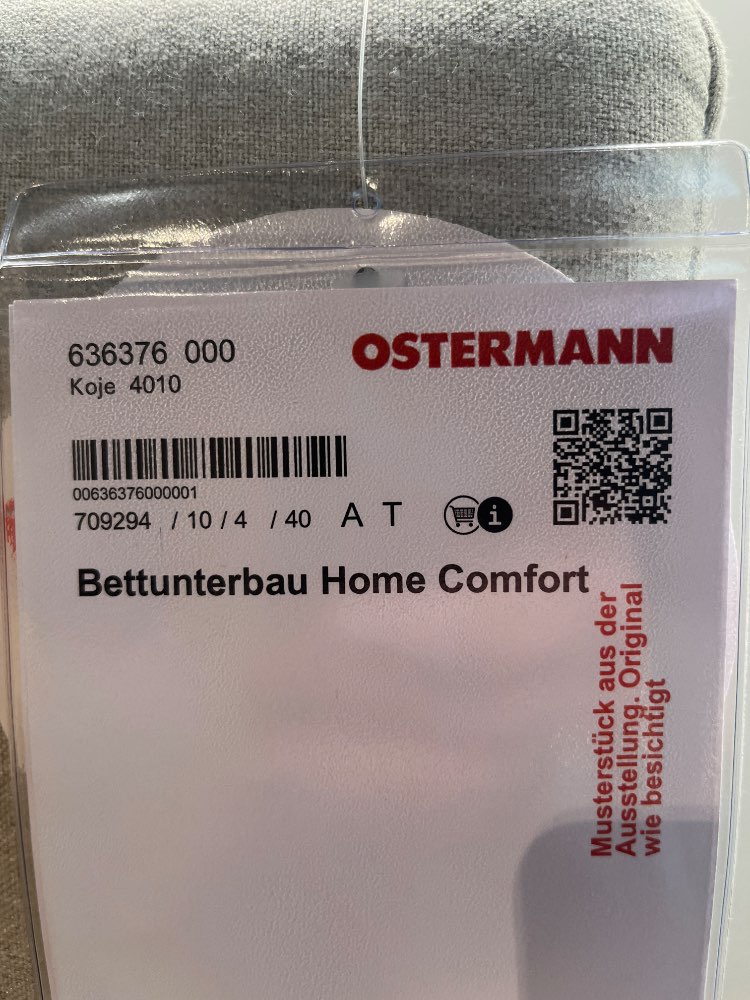 636376 000
OSTERMANN
Koje 4010
00636376000001
709294 / 10 / 4 / 40 A T
i
Bettunterbau Home Comfort
Musterstück aus der
Ausstellung. Original
wie besichtigt